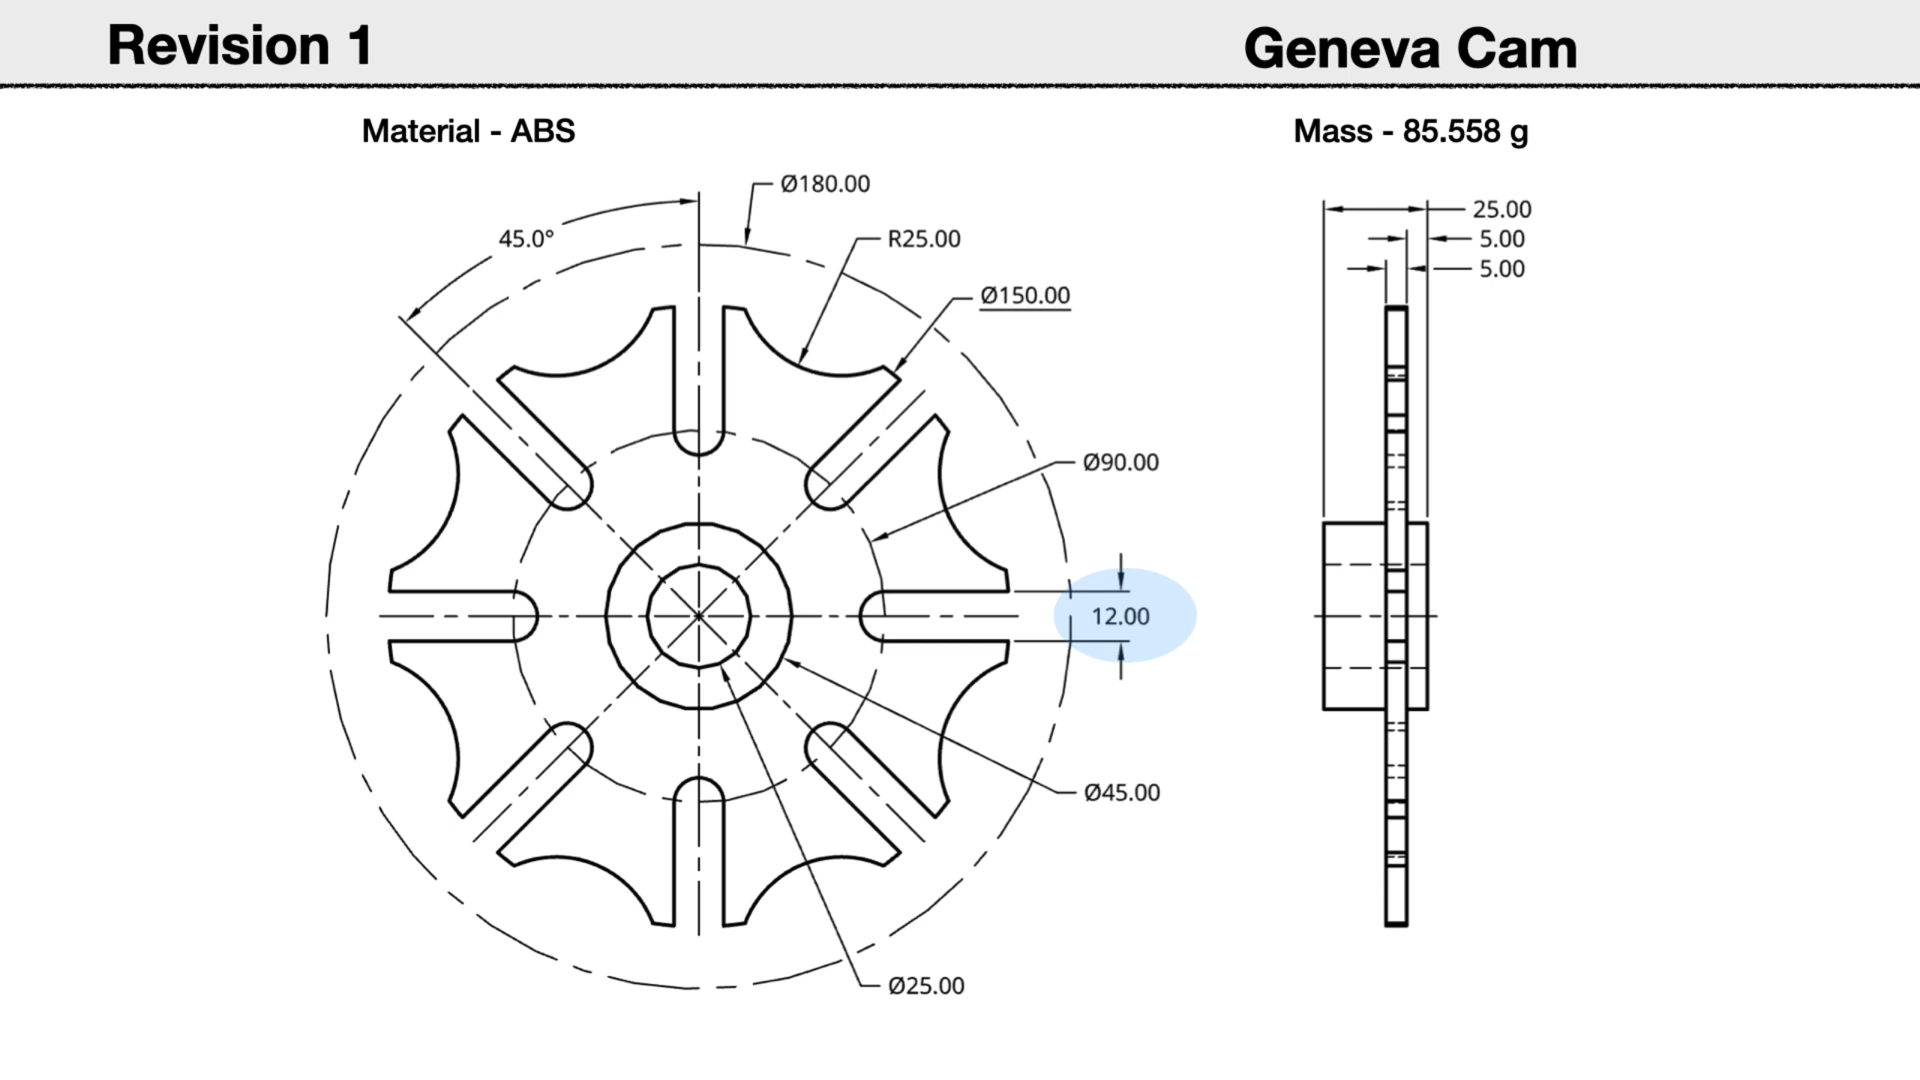 Revision 1
Geneva Cam
Material - ABS
Mass - 85.558 g
Ø180.00
45.0°
R25.00
Ø150.00
Ø90.00
12.00
Ø45.00
Ø25.00
25.00
5.00
5.00